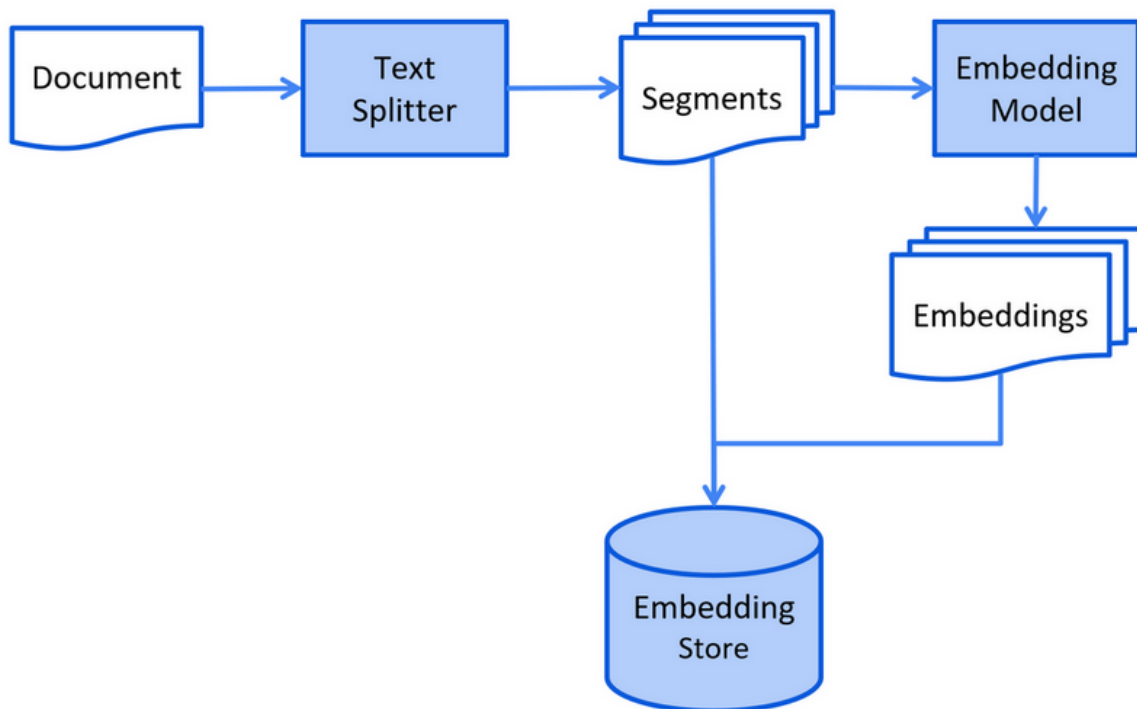 Document
Text
Splitter
Segments
Embedding
Model
Embeddings
Embedding
Store